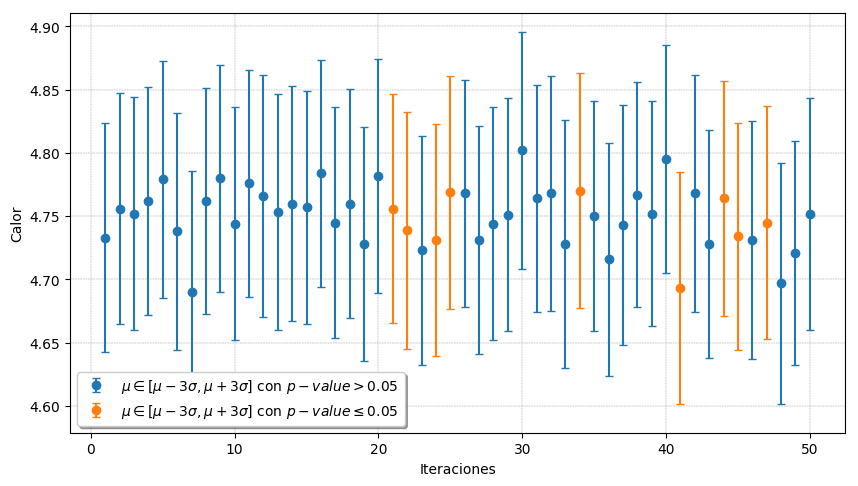 4.90
4.85
4.80
4.75
4.70
4.65
4.60
Calor
μ ∈ [μ − 3σ, μ + 3σ] con p − value > 0.05
μ ∈ [μ − 3σ, μ + 3σ] con p − value ≤ 0.05
0 10 20 30 40 50
Iteraciones